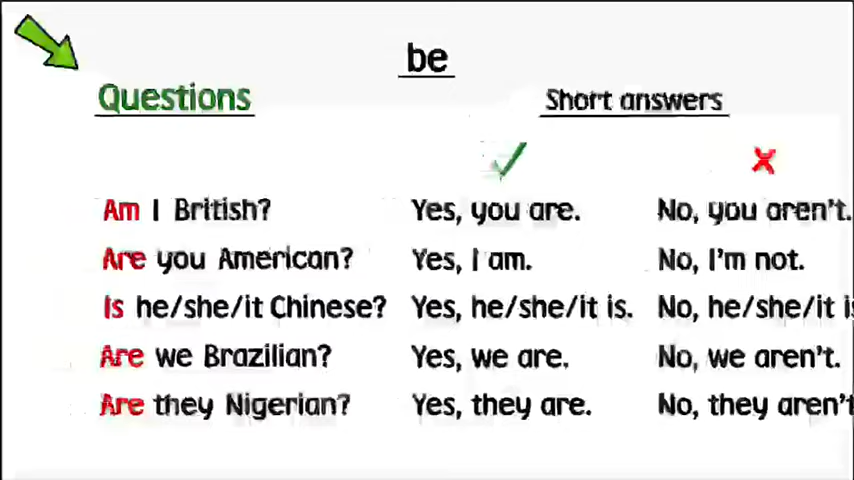 be
Questions Short answers
Am I British? Yes, you are. No, you aren't.
Are you American? Yes, I am. No, I'm not.
Is he/she/it Chinese? Yes, he/she/it is. No, he/she/it
Are we Brazilian? Yes, we are. No, we aren't.
Are they Nigerian? Yes, they are. No, they aren't